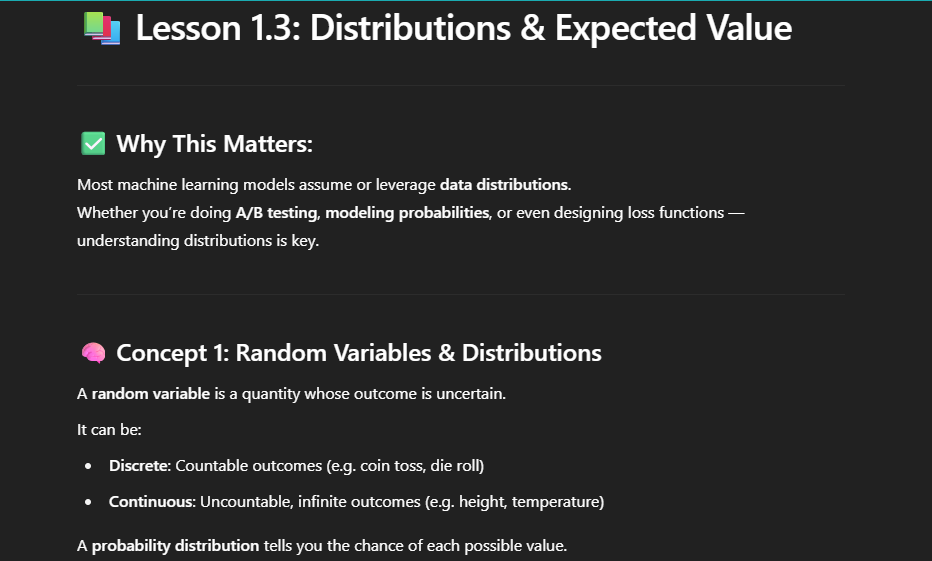 Lesson 1.3: Distributions & Expected Value
Why This Matters:
Most machine learning models assume or leverage data distributions.
Whether you’re doing A/B testing, modeling probabilities, or even designing loss functions —
understanding distributions is key.
Concept 1: Random Variables & Distributions
A random variable is a quantity whose outcome is uncertain.
It can be:
• Discrete: Countable outcomes (e.g. coin toss, die roll)
• Continuous: Uncountable, infinite outcomes (e.g. height, temperature)
A probability distribution tells you the chance of each possible value.